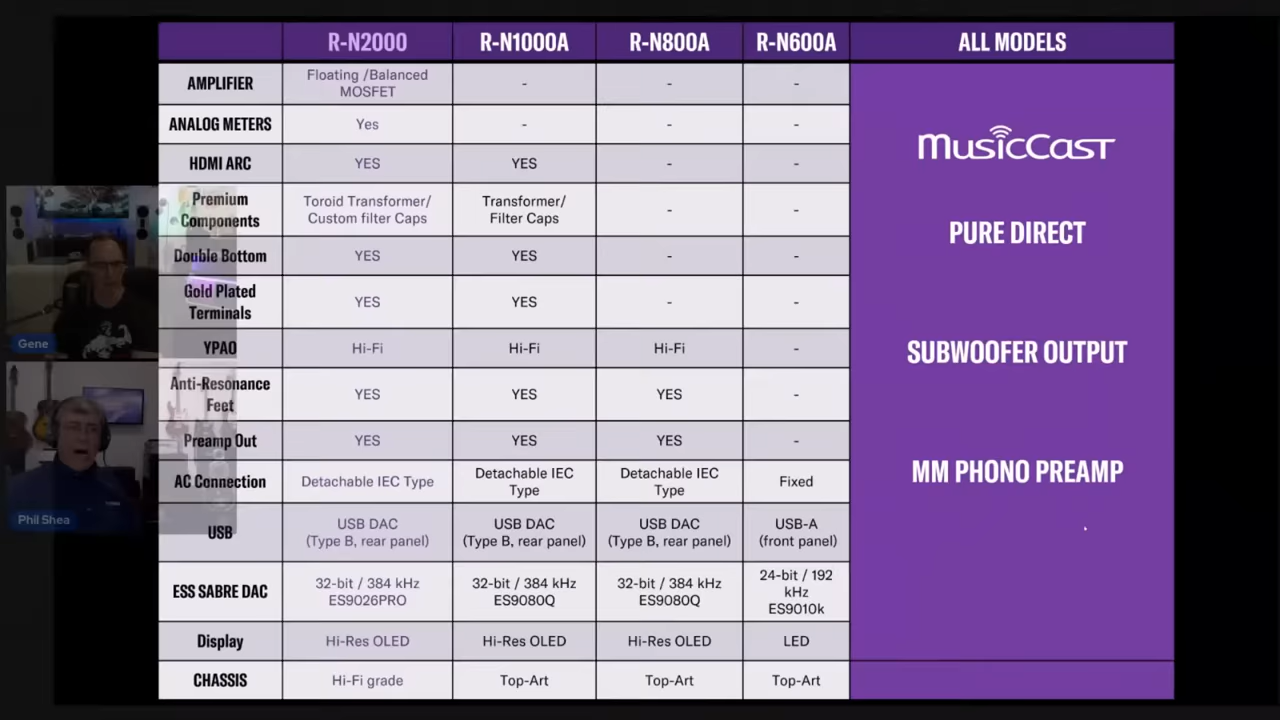 R-N2000 R-N1000A R-N800A R-N600A ALL MODELS
AMPLIFIER Floating /Balanced MOSFET - - -
ANALOG METERS Yes - - -
HDMI ARC YES YES - -
Premium Components Toroid Transformer/ Custom filter Caps Transformer/ Filter Caps - -
Double Bottom YES YES - -
Gold Plated Terminals YES YES - -
YPAO Hi-Fi Hi-Fi Hi-Fi -
Anti-Resonance Feet YES YES YES -
Preamp Out YES YES YES -
AC Connection Detachable IEC Type Detachable IEC Type Detachable IEC Type Fixed
USB USB DAC (Type B, rear panel) USB DAC (Type B, rear panel) USB DAC (Type B, rear panel) USB-A (front panel)
ESS SABRE DAC 32-bit / 384 kHz ES9026PRO 32-bit / 384 kHz ES9080Q 32-bit / 384 kHz ES9080Q 24-bit / 192 kHz ES9010k
Display Hi-Res OLED Hi-Res OLED Hi-Res OLED LED
CHASSIS Hi-Fi grade Top-Art Top-Art Top-Art
MusicCast
PURE DIRECT
SUBWOOFER OUTPUT
MM PHONO PREAMP
Gene
Phil Shea